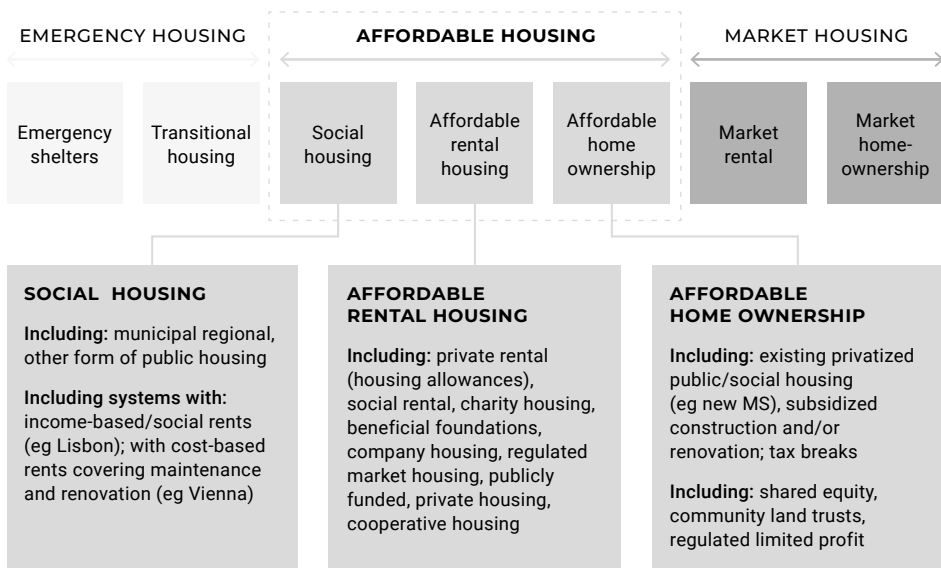 EMERGENCY HOUSING
AFFORDABLE HOUSING
MARKET HOUSING
Emergency
shelters
Transitional
housing
Social
housing
Affordable
rental
housing
Affordable
home
ownership
Market
rental
Market
home-
ownership
SOCIAL HOUSING
Including: municipal regional,
other form of public housing
Including systems with:
income-based/social rents
(eg Lisbon); with cost-based
rents covering maintenance
and renovation (eg Vienna)
AFFORDABLE
RENTAL HOUSING
Including: private rental
(housing allowances),
social rental, charity housing,
beneficial foundations,
company housing, regulated
market housing, publicly
funded, private housing,
cooperative housing
AFFORDABLE
HOME OWNERSHIP
Including: existing privatized
public/social housing
(eg new MS), subsidized
construction and/or
renovation; tax breaks
Including: shared equity,
community land trusts,
regulated limited profit